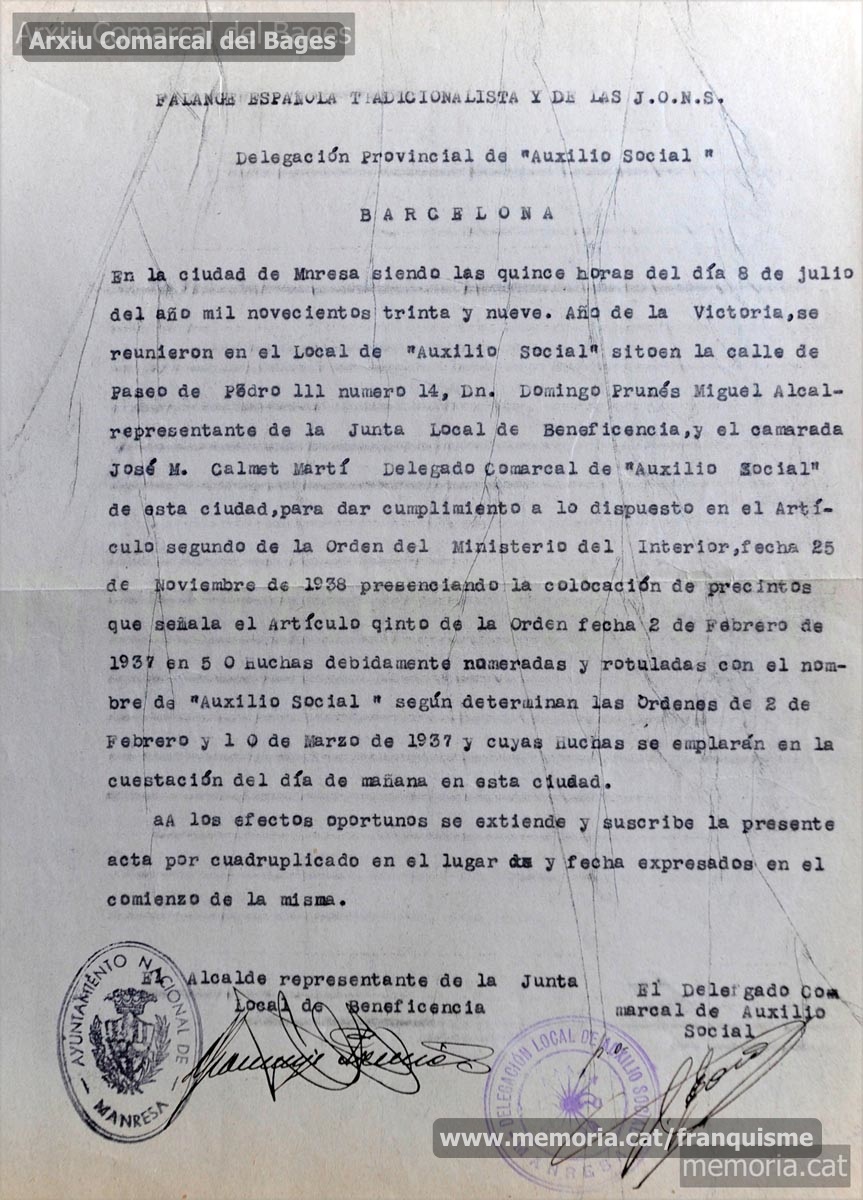 Arxiu Comarcal del Bages
FALANGE ESPAÑOLA TRADICIONALISTA Y DE LAS J.O.N.S.
Delegación Provincial de "Auxilio Social "
BARCELONA
En la ciudad de Mnresa siendo las quince horas del día 8 de julio
del año mil novecientos trinta y nueve. Año de la Victoria,se
reunieron en el Local de "Auxilio Social" sitoen la calle de
Paseo de Pedro lll numero 14, Dn. Domingo Prunés Miguel Alcal-
representante de la Junta Local de Beneficencia,y el camarada
José M. Calmet Martí Delegado Comarcal de "Auxilio Social"
de esta ciudad,para dar cumplimiento a lo dispuesto en el Artí-
culo segundo de la Orden del Ministerio del Interior,fecha 25
de Noviembre de 1938 presenciando la colocación de precintos
que señala el Artículo qinto de la Orden fecha 2 de Febrero de
1937 en 5 0 Huchas debidamente numeradas y rotuladas con el nom-
bre de "Auxilio Social " según determinan las Ordenes de 2 de
Febrero y l 0 de Marzo de 1937 y cuyas Huchas se emplarán en la
cuestación del día de mañana en esta ciudad.
aA los efectos oportunos se extiende y suscribe la presente
acta por cuadruplicado en el lugar y fecha expresados en el
comienzo de la misma.
El Alcalde representante de la Junta
Local de Beneficencia
El Delergado Com
marcal de Auxilio
Social
AYUNTAMIENTO NACIONAL DE
MANRESA
Domingo Prunés
DELEGACIÓN LOCAL DE AUXILIO SOCIAL
MANRESA
p.o.
www.memoria.cat/franquisme
memoria.cat